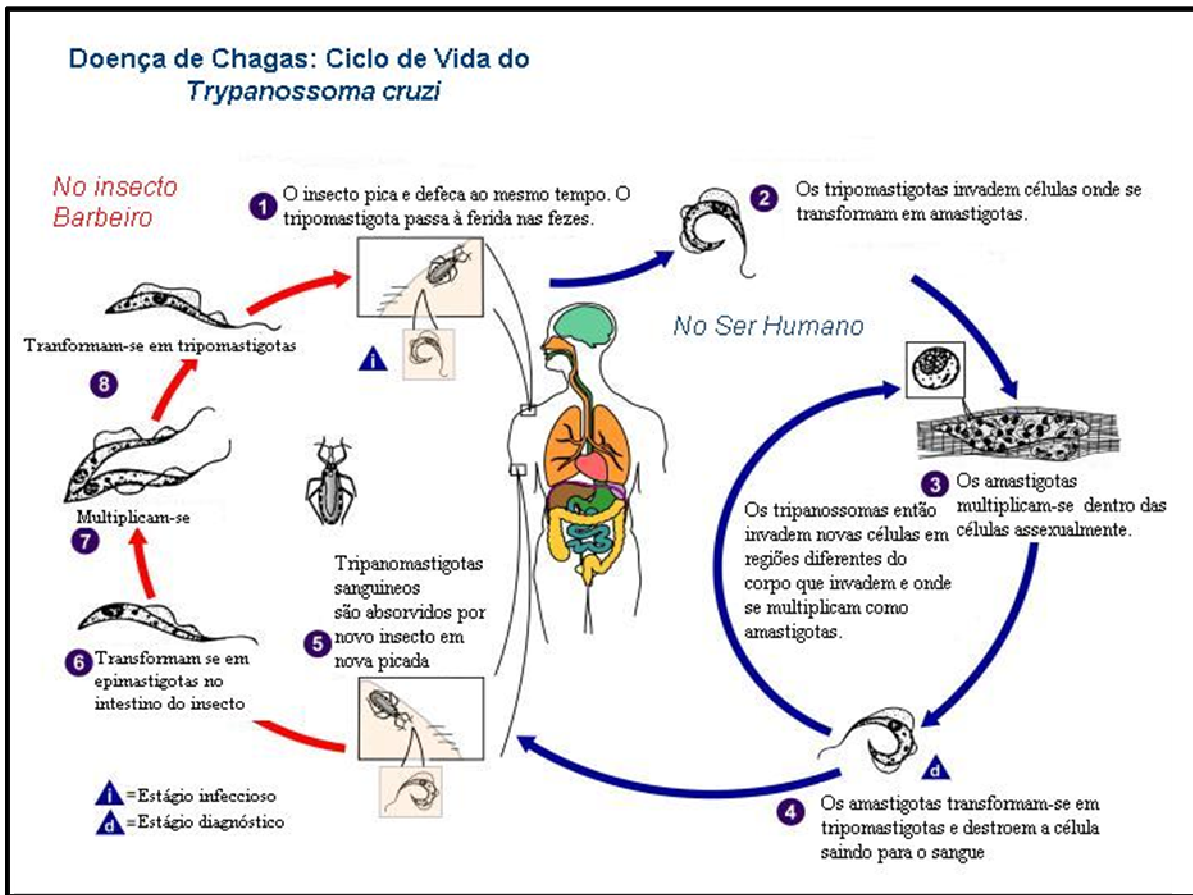 Doença de Chagas: Ciclo de Vida do
Trypanossoma cruzi
No insecto
Barbeiro
1
O insecto pica e defeca ao mesmo tempo. O
tripomastigota passa à ferida nas fezes.
2
Os tripomastigotas invadem células onde se
transformam em amastigotas.
No Ser Humano
3
Os amastigotas
multiplicam-se dentro das
células assexualmente.
Os tripanossomas então
invadem novas células em
regiões diferentes do
corpo que invadem e onde
se multiplicam como
amastigotas.
d
4
Os amastigotas transformam-se em
tripomastigotas e destroem a célula
saindo para o sangue
5
Tripanomastigotas
sanguineos
são absorvidos por
novo insecto em
nova picada
6
Transformam se em
epimastigotas no
intestino do insecto
Multiplicam-se
7
8
Tranformam-se em tripomastigotas
i
i =Estágio infeccioso
d =Estágio diagnóstico